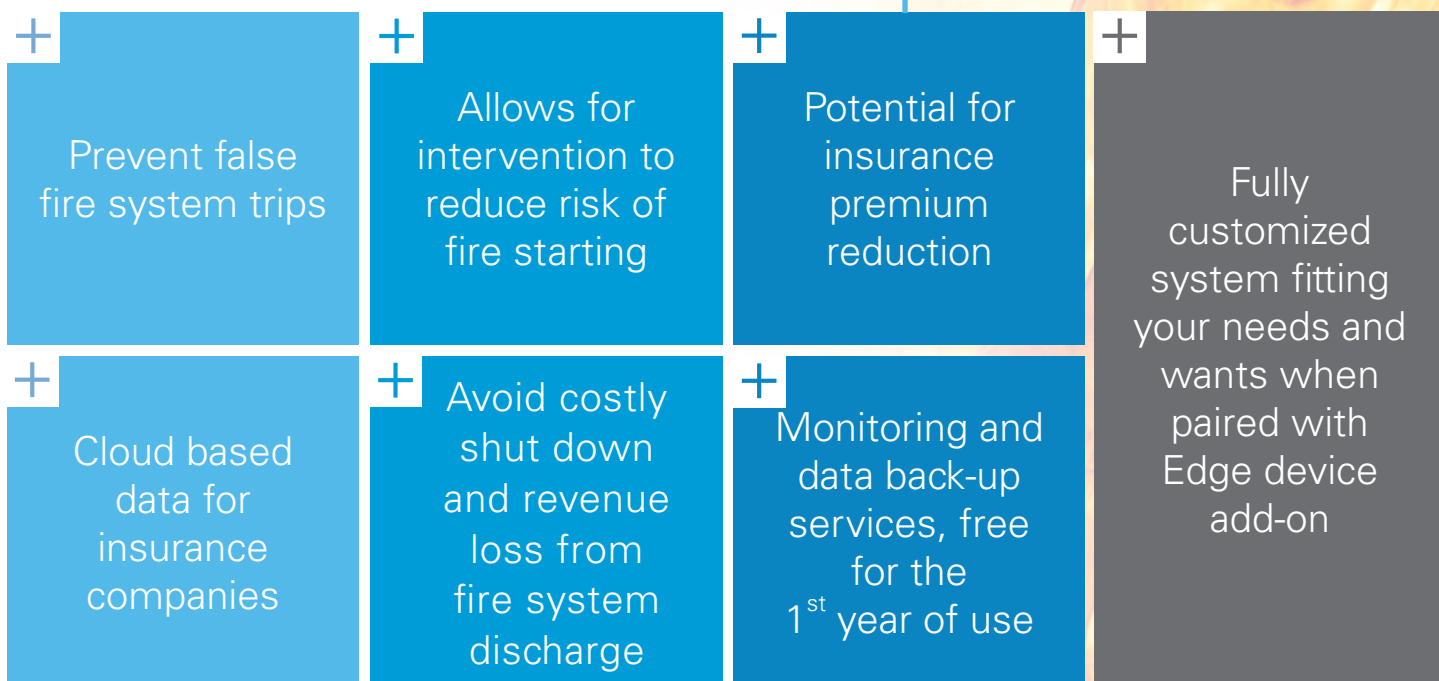 Prevent false
fire system trips
Allows for
intervention to
reduce risk of
fire starting
Potential for
insurance
premium
reduction
Fully
customized
system fitting
your needs and
wants when
paired with
Edge device
add-on
Cloud based
data for
insurance
companies
Avoid costly
shut down
and revenue
loss from
fire system
discharge
Monitoring and
data back-up
services, free
for the
1st year of use